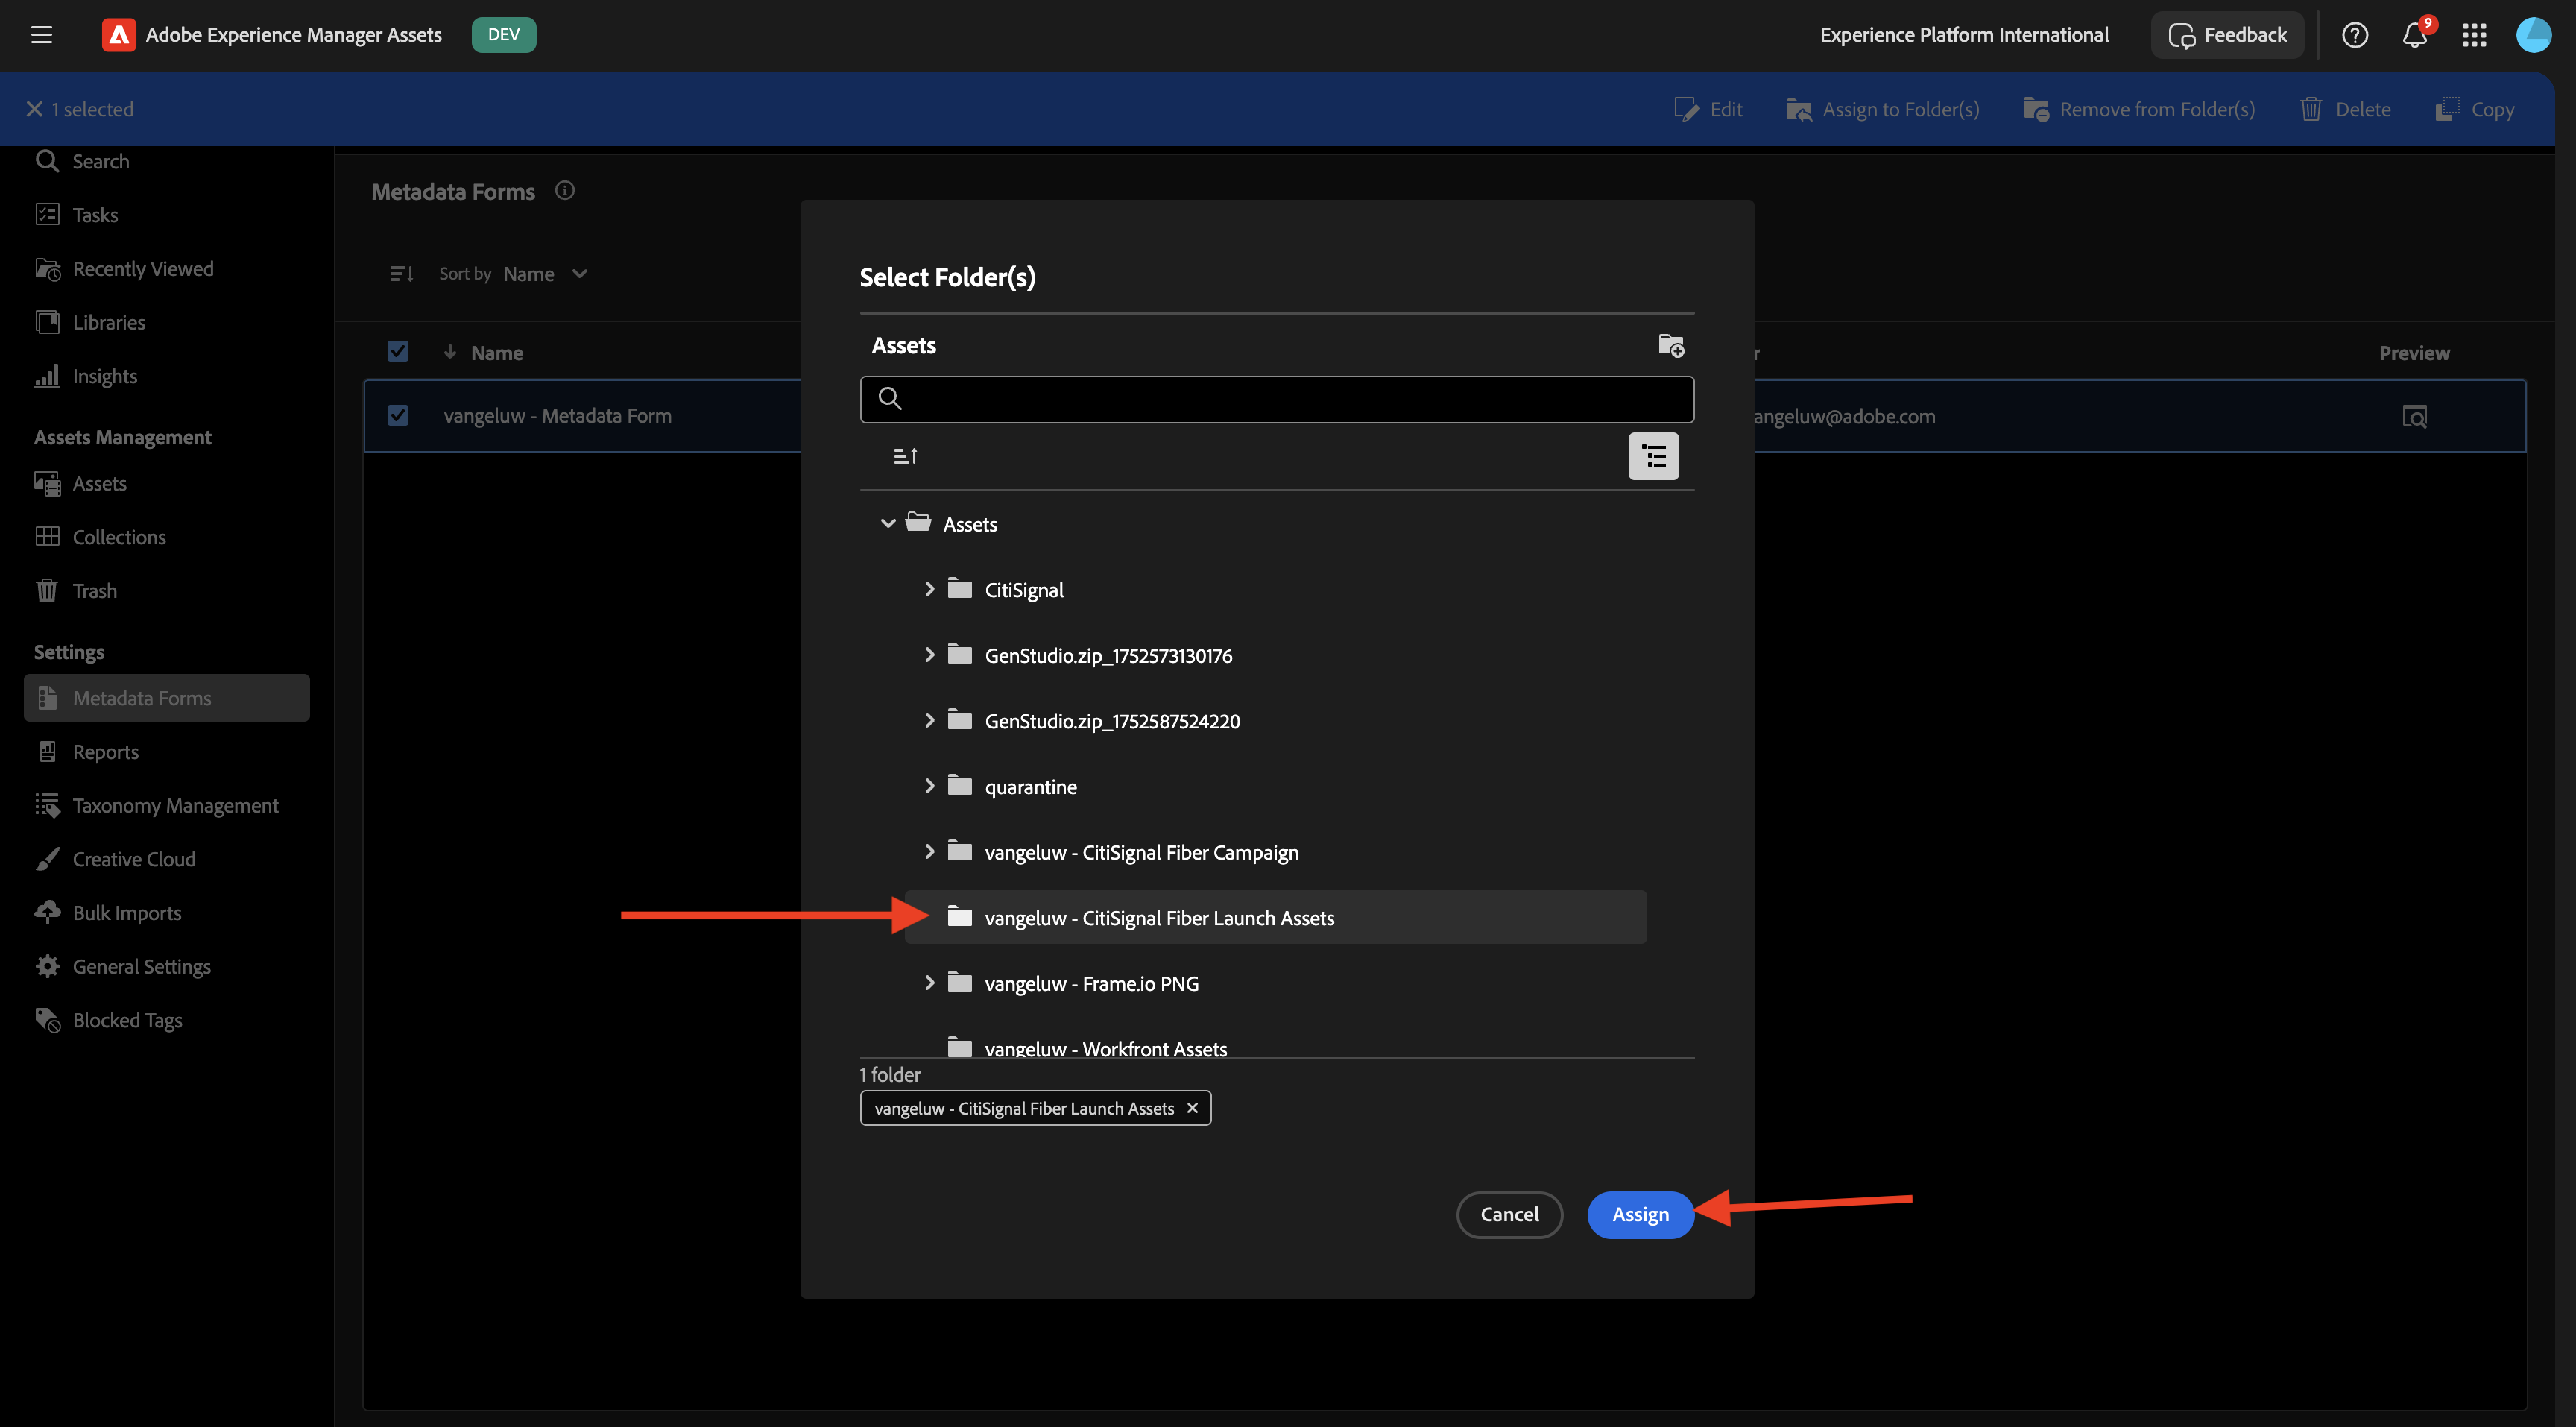 Adobe Experience Manager Assets
DEV
Experience Platform International
Feedback
9
1 selected
Edit
Assign to Folder(s)
Remove from Folder(s)
Delete
Copy
Search
Tasks
Recently Viewed
Libraries
Insights
Assets Management
Assets
Collections
Trash
Settings
Metadata Forms
Reports
Taxonomy Management
Creative Cloud
Bulk Imports
General Settings
Blocked Tags
Metadata Forms
Sort by Name
Name
r
Preview
vangeluw - Metadata Form
angeluw@adobe.com
Select Folder(s)
Assets
Assets
CitiSignal
GenStudio.zip_1752573130176
GenStudio.zip_1752587524220
quarantine
vangeluw - CitiSignal Fiber Campaign
vangeluw - CitiSignal Fiber Launch Assets
vangeluw - Frame.io PNG
vangeluw - Workfront Assets
1 folder
vangeluw - CitiSignal Fiber Launch Assets
Cancel
Assign